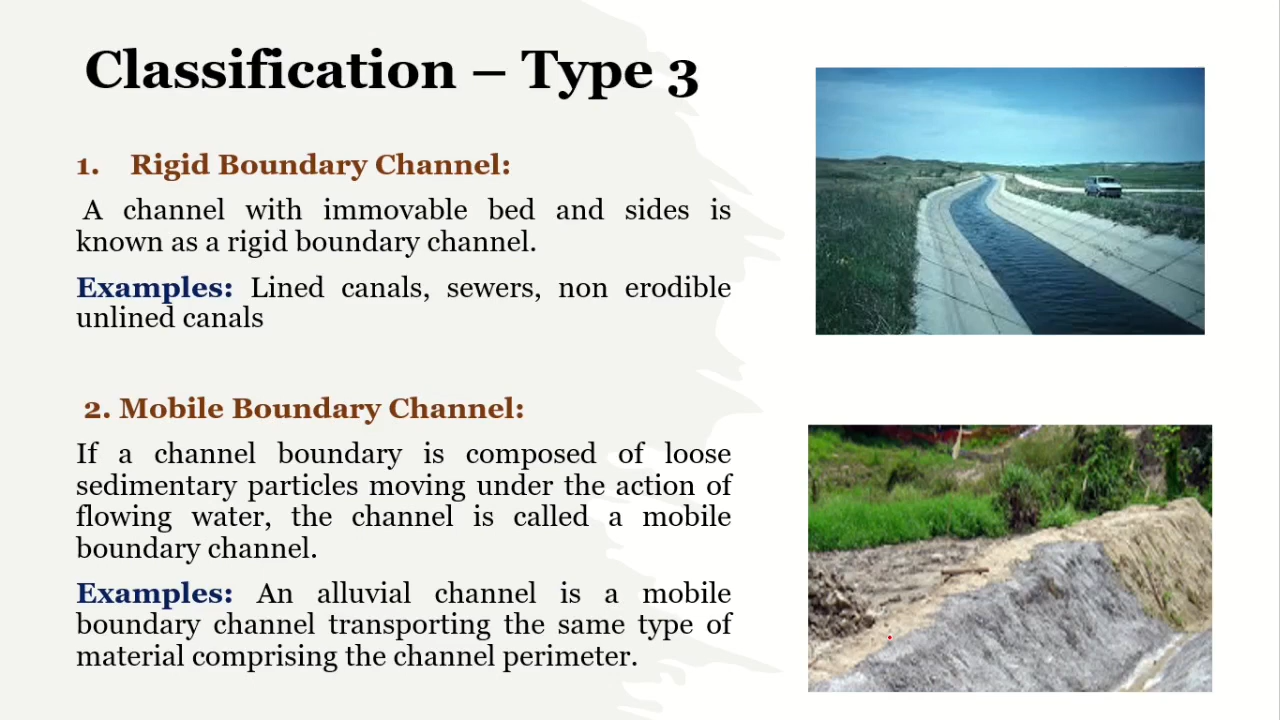 Classification – Type 3
1. Rigid Boundary Channel:
A channel with immovable bed and sides is
known as a rigid boundary channel.
Examples: Lined canals, sewers, non erodible
unlined canals
2. Mobile Boundary Channel:
If a channel boundary is composed of loose
sedimentary particles moving under the action of
flowing water, the channel is called a mobile
boundary channel.
Examples: An alluvial channel is a mobile
boundary channel transporting the same type of
material comprising the channel perimeter.